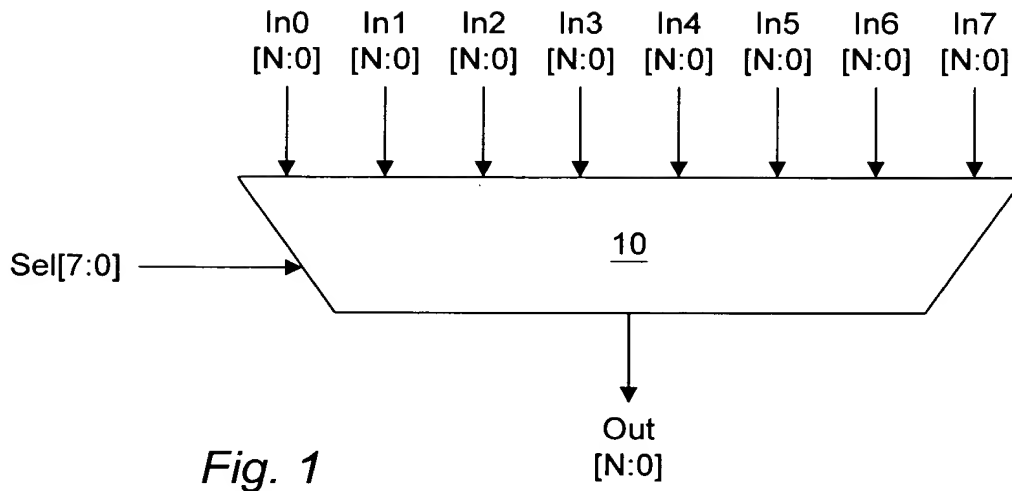 In0 In1 In2 In3 In4 In5 In6 In7
[N:0] [N:0] [N:0] [N:0] [N:0] [N:0] [N:0] [N:0]
10
Sel[7:0]
Out
[N:0]
Fig. 1